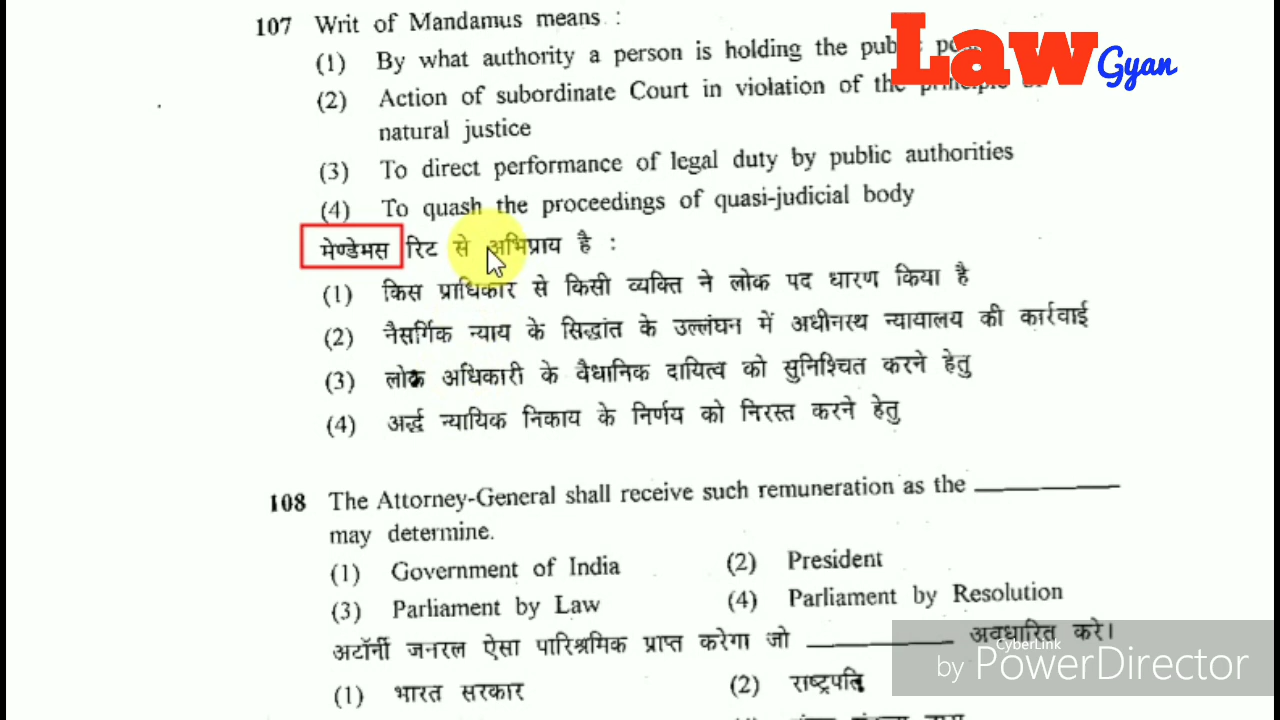 Law Gyan
107 Writ of Mandamus means :
(1) By what authority a person is holding the public
(2) Action of subordinate Court in violation of the principle of
natural justice
(3) To direct performance of legal duty by public authorities
(4) To quash the proceedings of quasi-judicial body
मेण्डेमस रिट से अभिप्राय है :
(1) किस प्राधिकार से किसी व्यक्ति ने लोक पद धारण किया है
(2) नैसर्गिक न्याय के सिद्धांत के उल्लंघन में अधीनस्थ न्यायालय की कार्रवाई
(3) लोक अधिकारी के वैधानिक दायित्व को सुनिश्चित करने हेतु
(4) अर्द्ध न्यायिक निकाय के निर्णय को निरस्त करने हेतु
108 The Attorney-General shall receive such remuneration as the ________
may determine.
(1) Government of India (2) President
(3) Parliament by Law (4) Parliament by Resolution
अटॉर्नी जनरल ऐसा पारिश्रमिक प्राप्त करेगा जो ________ अवधारित करे।
(1) भारत सरकार (2) राष्ट्रपति
CyberLink
by PowerDirector